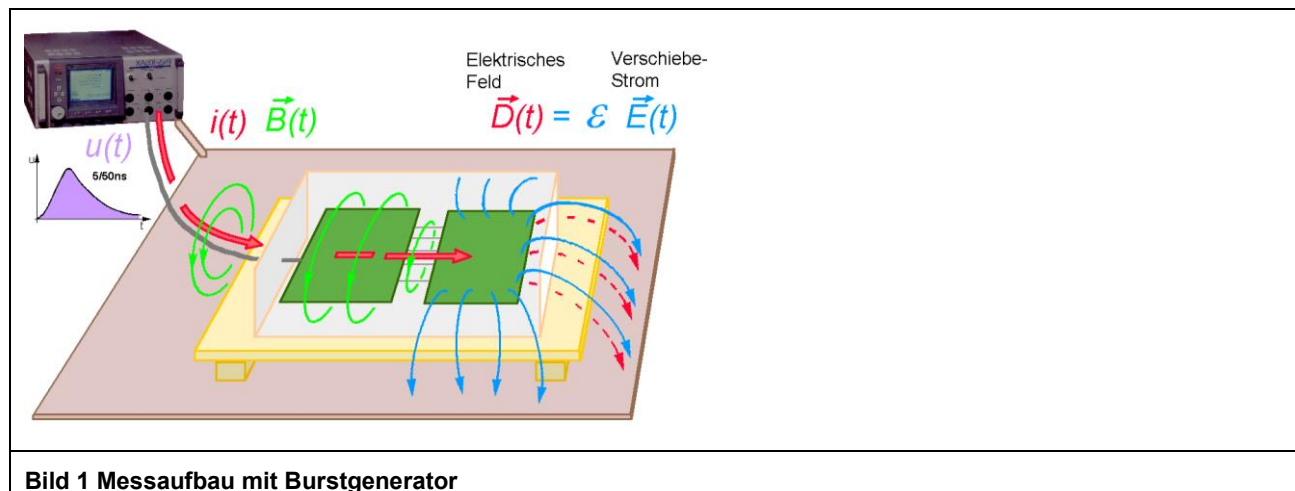 Elektrisches Feld
Verschiebe-Strom
i(t) B(t)
D(t) = ε E(t)
u(t)
u
5/50ns
t
Bild 1 Messaufbau mit Burstgenerator